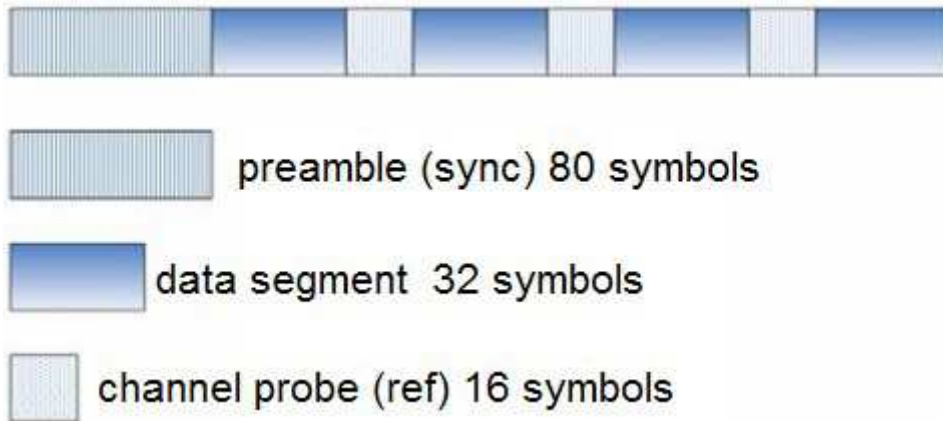 preamble (sync) 80 symbols
data segment 32 symbols
channel probe (ref) 16 symbols